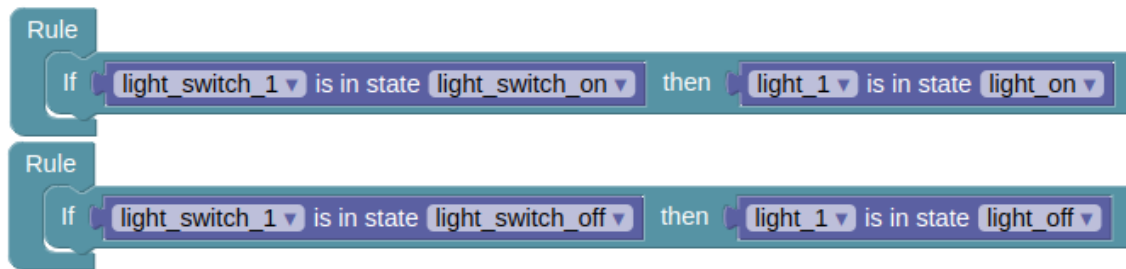 Rule
If light_switch_1 is in state light_switch_on then light_1 is in state light_on
Rule
If light_switch_1 is in state light_switch_off then light_1 is in state light_off